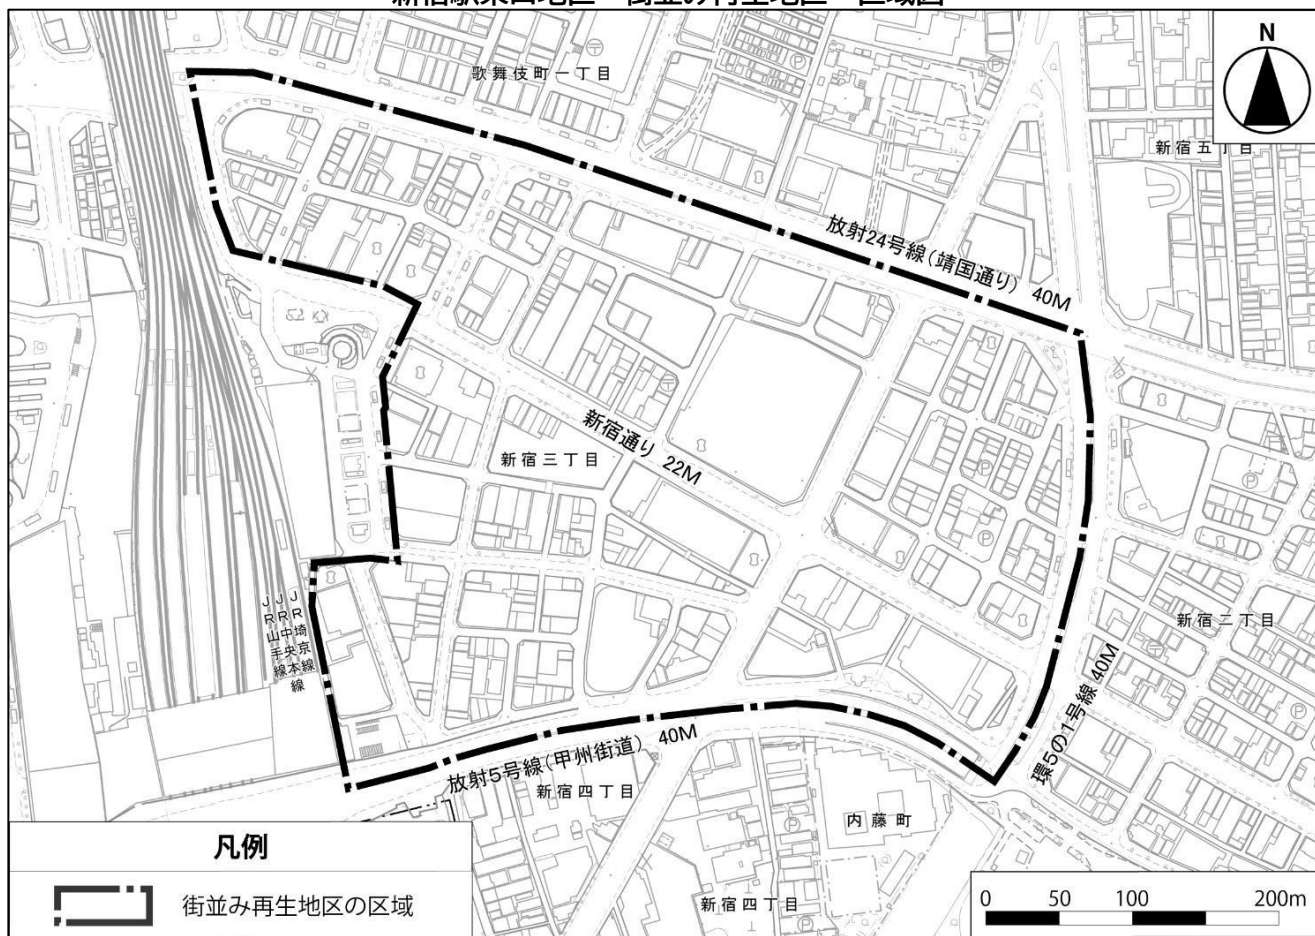 新宿駅東口地区 街並み再生地区 区域図
N
歌舞伎町一丁目
新宿五丁目
放射24号線(靖国通り) 40M
新宿通り 22M
新宿三丁目
新宿二丁目
JR山手線
JR中央本線
JR埼京線
環5の1号線 40M
放射5号線(甲州街道) 40M
新宿四丁目
内藤町
新宿四丁目
凡例
街並み再生地区の区域
0 50 100 200m